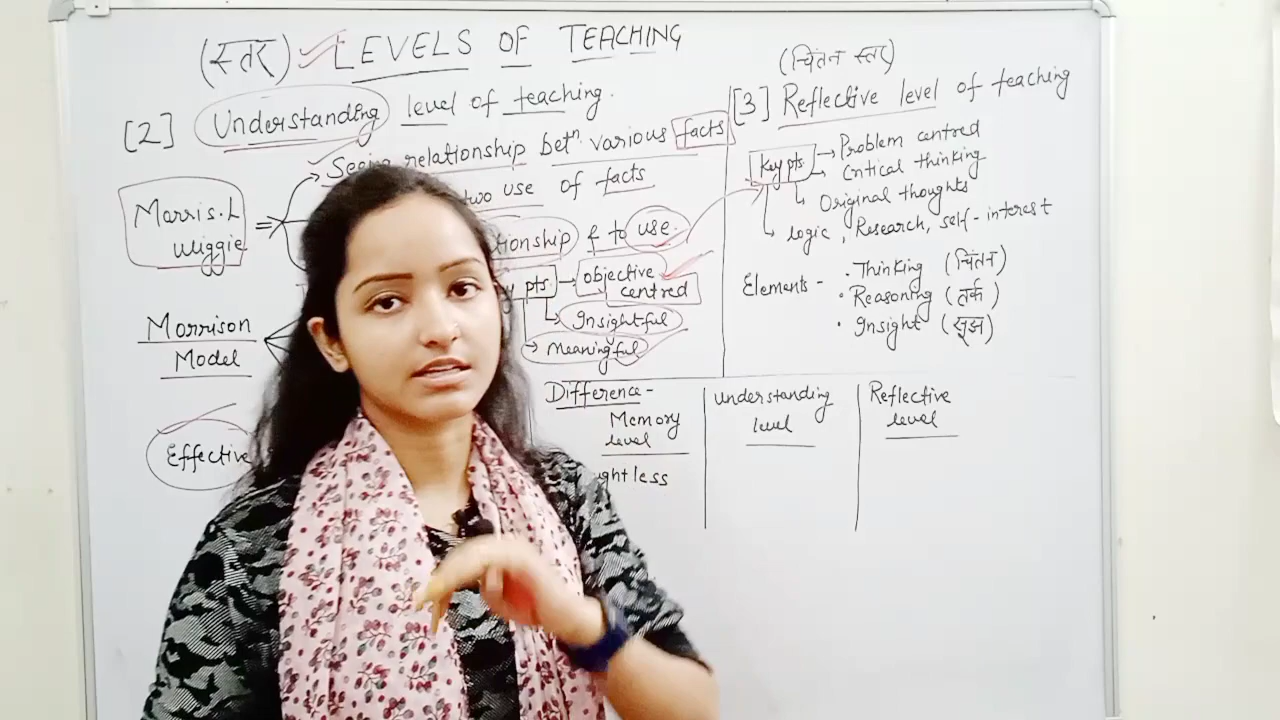 (स्तर) LEVELS OF TEACHING
[2] Understanding level of teaching.
Seeing relationship betⁿ various facts
two use of facts
Morris. L
Wiggie
=
& to use.
pts.
objective
centred
Insightful
Meaningful
Morrison
Model
Effective
(चिंतन स्तर)
[3] Reflective level of teaching
Key pts.
Problem centred
Critical thinking
Original thoughts
logic, Research, self-interest
Elements -
• Thinking (चिंतन)
• Reasoning (तर्क)
• Insight (सूझ)
Difference -
Memory
level
Understanding
level
Reflective
level